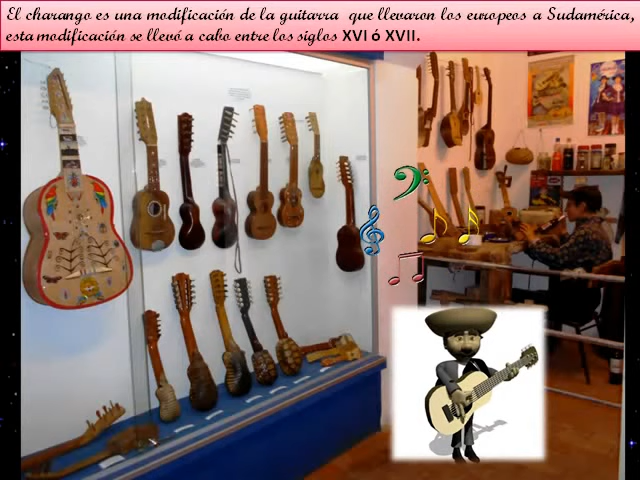 El charango es una modificación de la guitarra que llevaron los europeos a Sudamérica,
esta modificación se llevó a cabo entre los siglos XVI ó XVII.